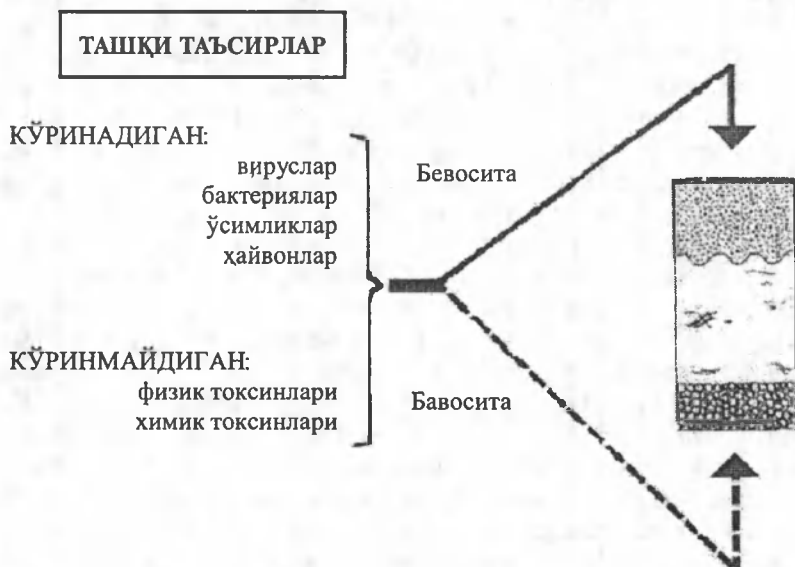 ТАШҚИ ТАЪСИРЛАР
КЎРИНАДИГАН:
вируслар
бактериялар
ўсимликлар
ҳайвонлар
КЎРИНМАЙДИГАН:
физик токсинлари
химик токсинлари
Бевосита
Бавосита